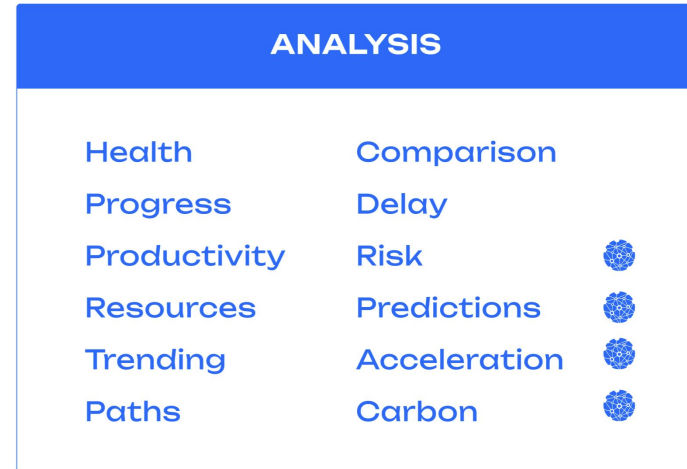 ANALYSIS
Health
Progress
Productivity
Resources
Trending
Paths
Comparison
Delay
Risk
Predictions
Acceleration
Carbon